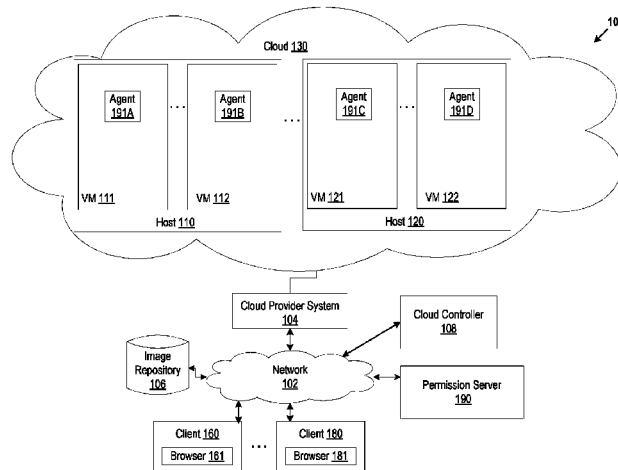 10
Cloud 130
Agent
191A
Agent
191B
Agent
191C
Agent
191D
...
...
...
VM 111
VM 112
VM 121
VM 122
Host 110
Host 120
Cloud Provider System
104
Cloud Controller
108
Image
Repository
106
Network
102
Permission Server
190
Client 160
Browser 161
...
Client 180
Browser 181